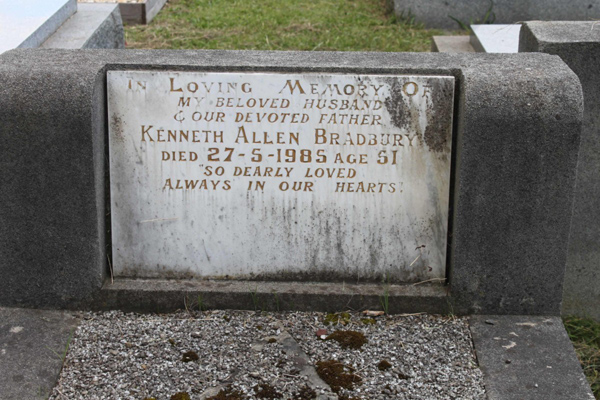 In Loving Memory Of
my beloved husband
& our devoted father
Kenneth Allen Bradbury
died 27-5-1985 age 51
"So dearly loved
always in our hearts"